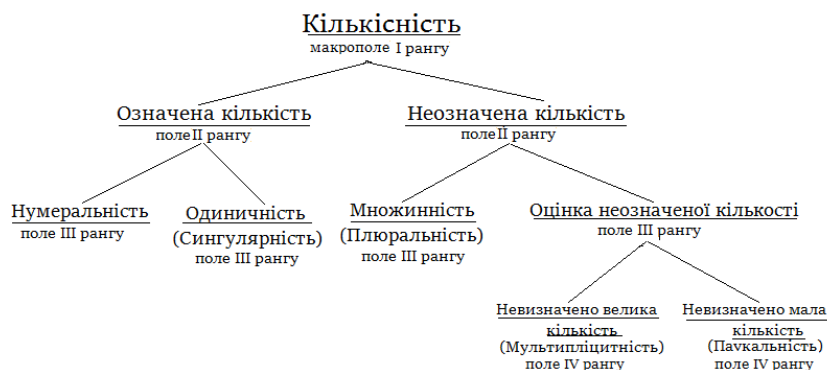 Кількісність
макрополе I рангу
Означена кількість
поле II рангу
Неозначена кількість
поле II рангу
Нумеральність
поле III рангу
Одиничність
(Сингулярність)
поле III рангу
Множинність
(Плюральність)
поле III рангу
Оцінка неозначеної кількості
поле III рангу
Невизначено велика
кількість
(Мультипліцитність)
поле IV рангу
Невизначено мала
кількість
(Паукальність)
поле IV рангу